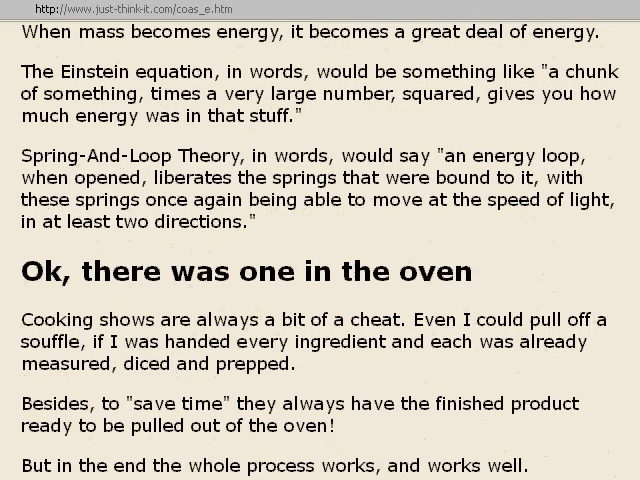 http://www.just-think-it.com/coas_e.htm
When mass becomes energy, it becomes a great deal of energy.
The Einstein equation, in words, would be something like "a chunk
of something, times a very large number, squared, gives you how
much energy was in that stuff."
Spring-And-Loop Theory, in words, would say "an energy loop,
when opened, liberates the springs that were bound to it, with
these springs once again being able to move at the speed of light,
in at least two directions."
Ok, there was one in the oven
Cooking shows are always a bit of a cheat. Even I could pull off a
souffle, if I was handed every ingredient and each was already
measured, diced and prepped.
Besides, to "save time" they always have the finished product
ready to be pulled out of the oven!
But in the end the whole process works, and works well.